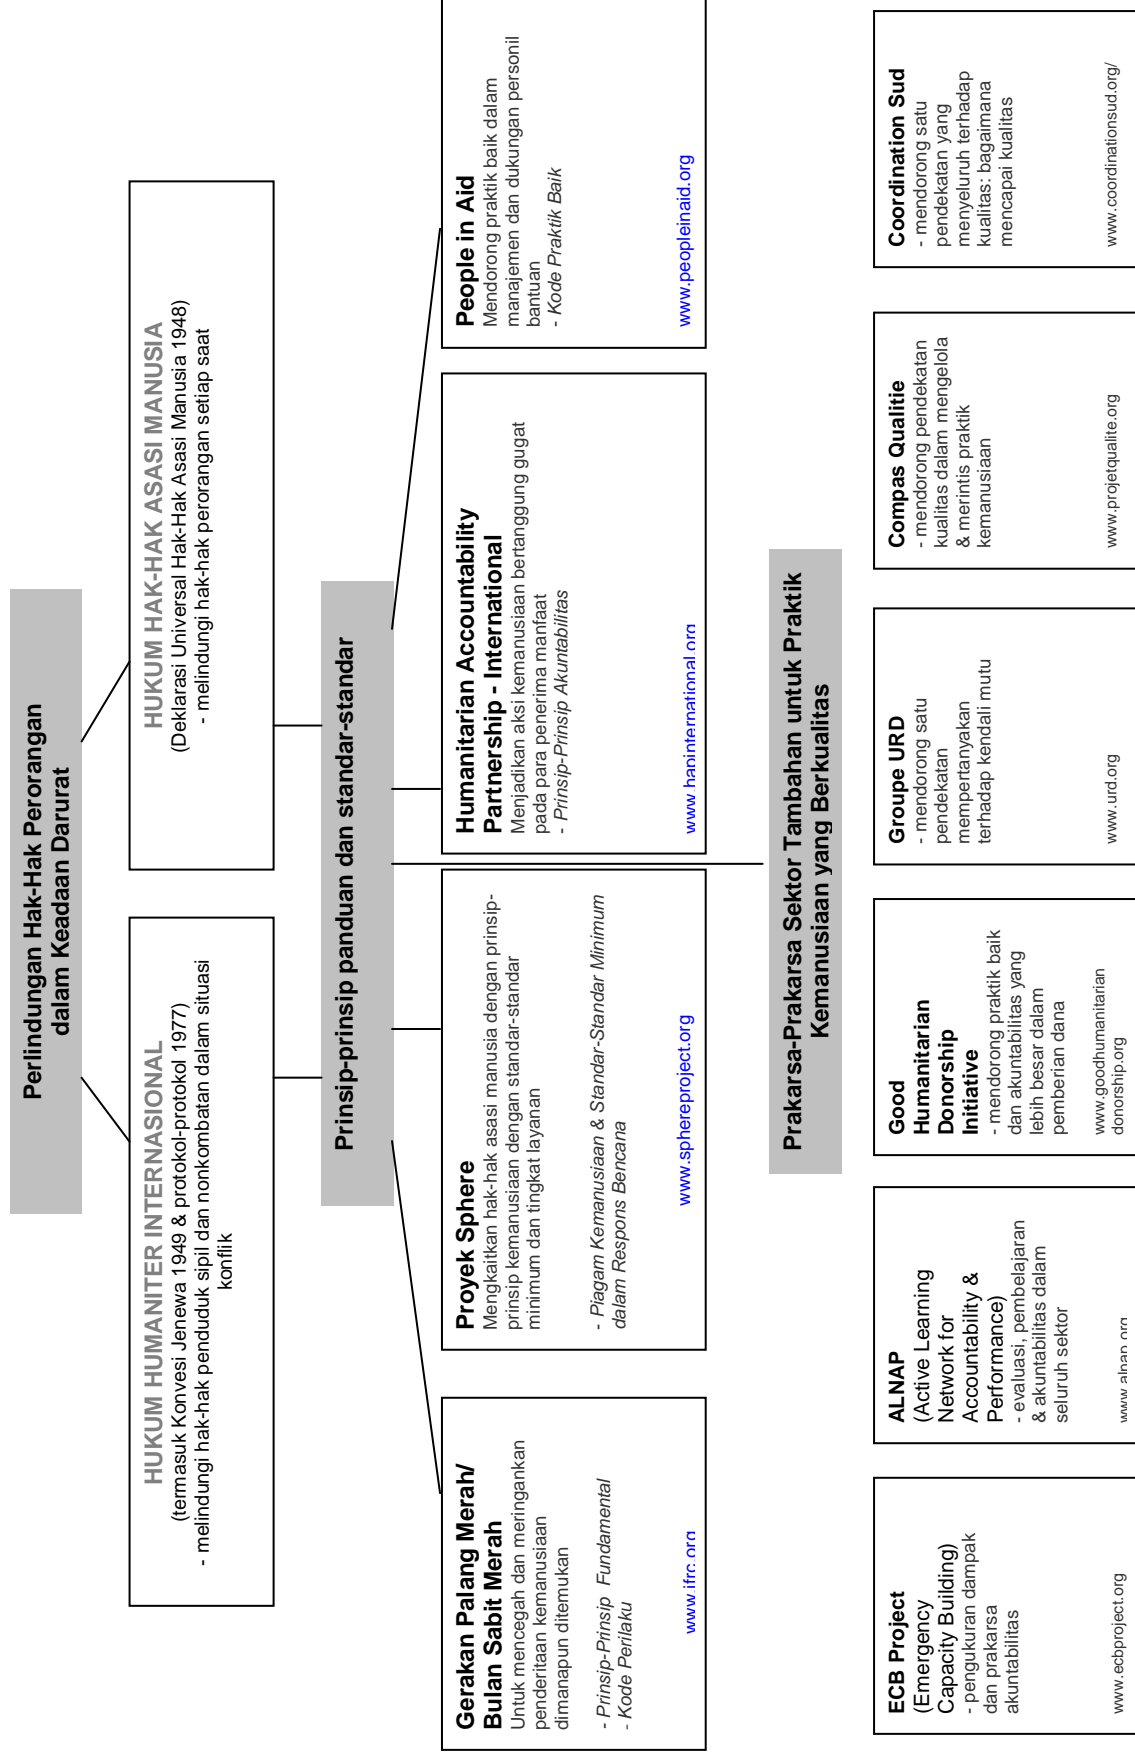 Perlindungan Hak-Hak Perorangan
dalam Keadaan Darurat
HUKUM HUMANITER INTERNASIONAL
(termasuk Konvesi Jenewa 1949 & protokol-protokol 1977)
- melindungi hak-hak penduduk sipil dan nonkombatan dalam situasi
konflik
HUKUM HAK-HAK ASASI MANUSIA
(Deklarasi Universal Hak-Hak Asasi Manusia 1948)
- melindungi hak-hak perorangan setiap saat
Prinsip-prinsip panduan dan standar-standar
Gerakan Palang Merah/
Bulan Sabit Merah
Untuk mencegah dan meringankan
penderitaan kemanusiaan
dimanapun ditemukan
- Prinsip-Prinsip Fundamental
- Kode Perilaku
www.ifrc.org
Proyek Sphere
Mengkaitkan hak-hak asasi manusia dengan prinsip-
prinsip kemanusiaan dengan standar-standar
minimum dan tingkat layanan
- Piagam Kemanusiaan & Standar-Standar Minimum
dalam Respons Bencana
www.sphereproject.org
Humanitarian Accountability
Partnership - International
Menjadikan aksi kemanusiaan bertanggung gugat
pada para penerima manfaat
- Prinsip-Prinsip Akuntabilitas
www.hapinternational.org
People in Aid
Mendorong praktik baik dalam
manajemen dan dukungan personil
bantuan
- Kode Praktik Baik
www.peopleinaid.org
Prakarsa-Prakarsa Sektor Tambahan untuk Praktik
Kemanusiaan yang Berkualitas
ECB Project
(Emergency
Capacity Building)
- pengukuran dampak
dan prakarsa
akuntabilitas
www.ecbproject.org
ALNAP
(Active Learning
Network for
Accountability &
Performance)
- evaluasi, pembelajaran
& akuntabilitas dalam
seluruh sektor
www.alnap.org
Good
Humanitarian
Donorship
Initiative
- mendorong praktik baik
dan akuntabilitas yang
lebih besar dalam
pemberian dana
www.goodhumanitarian
donorship.org
Groupe URD
- mendorong satu
pendekatan
mempertanyakan
terhadap kendali mutu
www.urd.org
Compas Qualitie
- mendorong pendekatan
kualitas dalam mengelola
& merintis praktik
kemanusiaan
www.projetqualite.org
Coordination Sud
- mendorong satu
pendekatan yang
menyeluruh terhadap
kualitas: bagaimana
mencapai kualitas
www.coordinationsud.org/